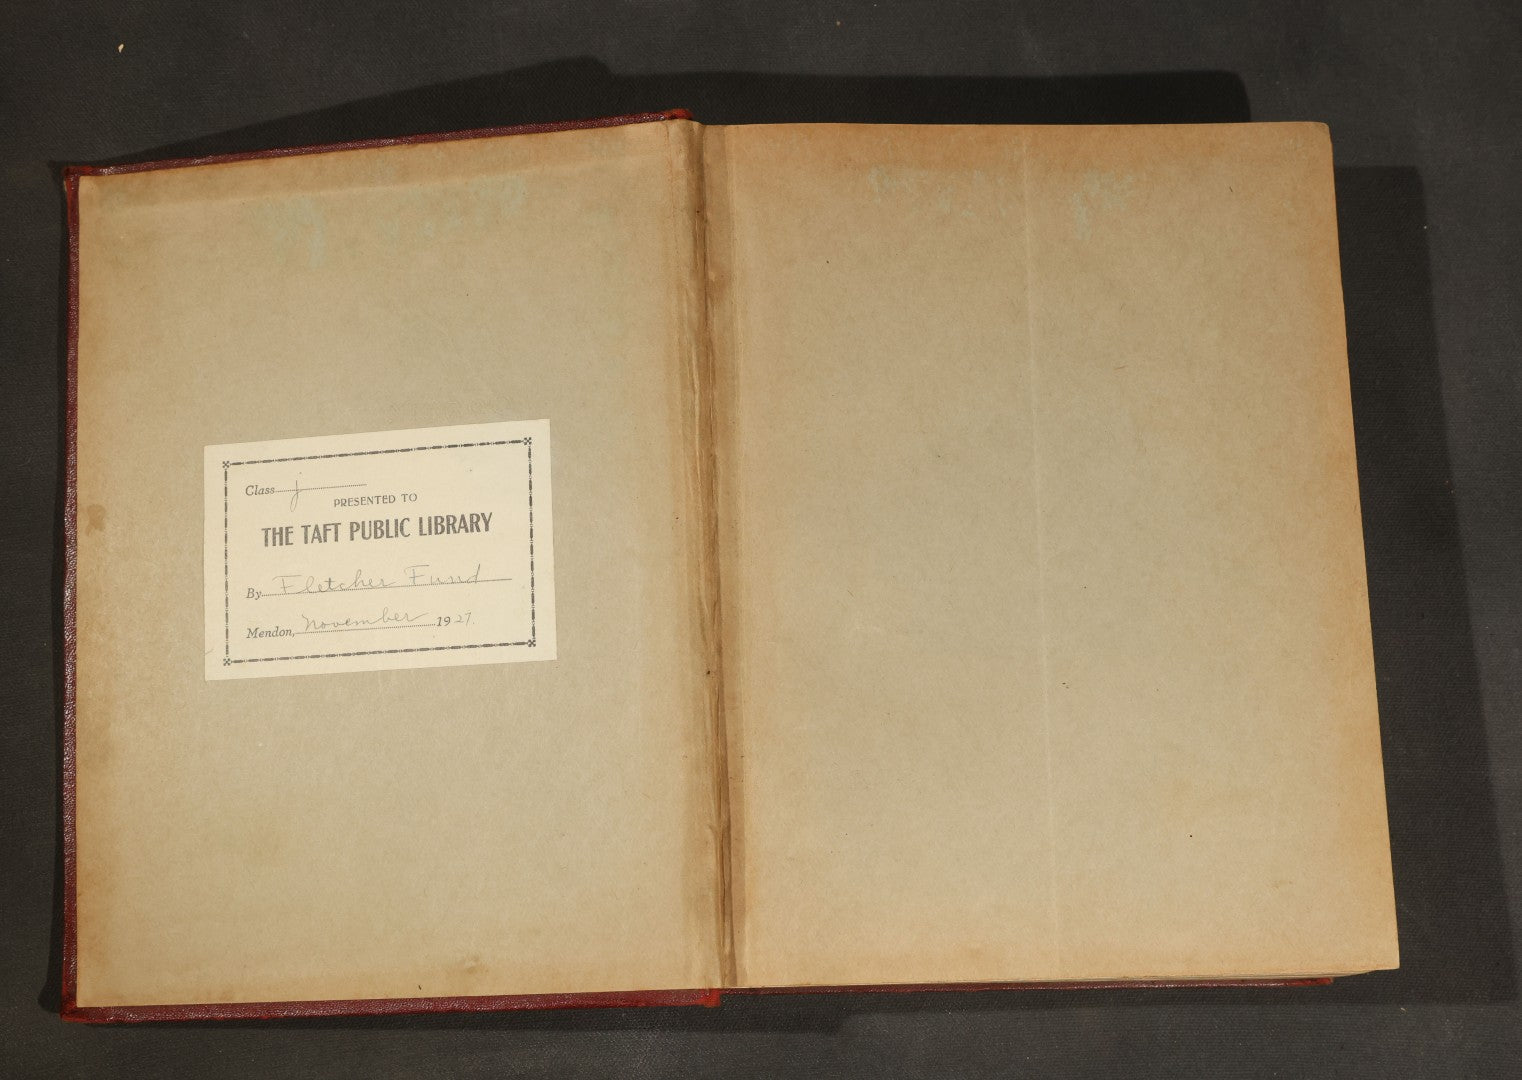 Class j
PRESENTED TO
THE TAFT PUBLIC LIBRARY
By Fletcher Fund
Mendon, November 1927.